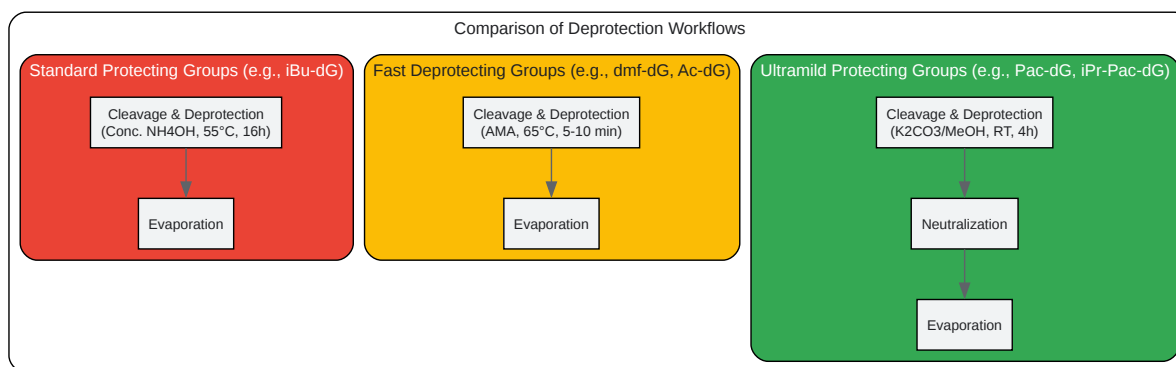 Comparison of Deprotection Workflows
Standard Protecting Groups (e.g., iBu-dG)
Cleavage & Deprotection
(Conc. NH4OH, 55°C, 16h)
Evaporation
Fast Deprotecting Groups (e.g., dmf-dG, Ac-dG)
Cleavage & Deprotection
(AMA, 65°C, 5-10 min)
Evaporation
Ultramild Protecting Groups (e.g., Pac-dG, iPr-Pac-dG)
Cleavage & Deprotection
(K2CO3/MeOH, RT, 4h)
Neutralization
Evaporation